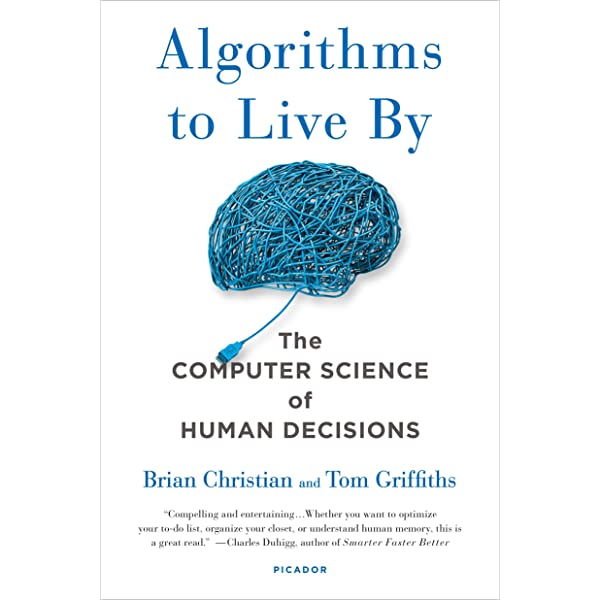 Algorithms
to Live By
The
COMPUTER SCIENCE
of
HUMAN DECISIONS
Brian Christian and Tom Griffiths
“Compelling and entertaining…Whether you want to optimize
your to-do list, organize your closet, or understand human memory, this is
a great read.” —Charles Duhigg, author of Smarter Faster Better
PICADOR